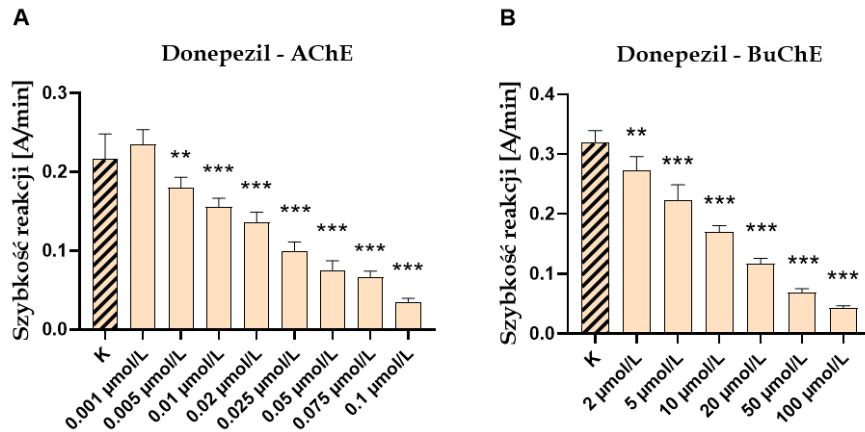 A
Donepezil - AChE
Szybkość reakcji [A/min]
0.3
0.2
0.1
0.0
**
***
***
***
***
***
***
K
0.001 µmol/L
0.005 µmol/L
0.01 µmol/L
0.02 µmol/L
0.025 µmol/L
0.05 µmol/L
0.075 µmol/L
0.1 µmol/L
B
Donepezil - BuChE
Szybkość reakcji [A/min]
0.4
0.3
0.2
0.1
0.0
**
***
***
***
***
***
K
2 µmol/L
5 µmol/L
10 µmol/L
20 µmol/L
50 µmol/L
100 µmol/L